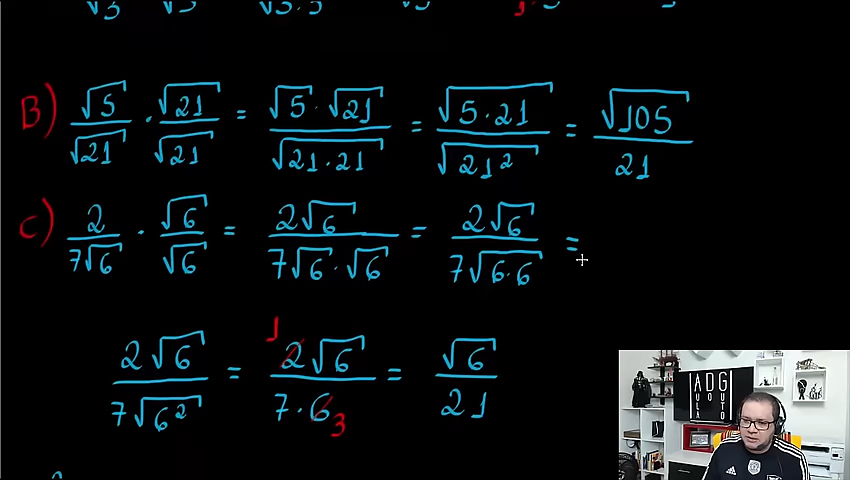 B) √5/√21 · √21/√21 = √5 · √21/√21 · 21 = √5 · 21/√21² = √105/21
C) 2/7√6 · √6/√6 = 2√6/7√6 · √6 = 2√6/7√6·6 =
2√6/7√6² = 1 2√6/7 · 6 3 = √6/21
ADG
AULA DO GUTO